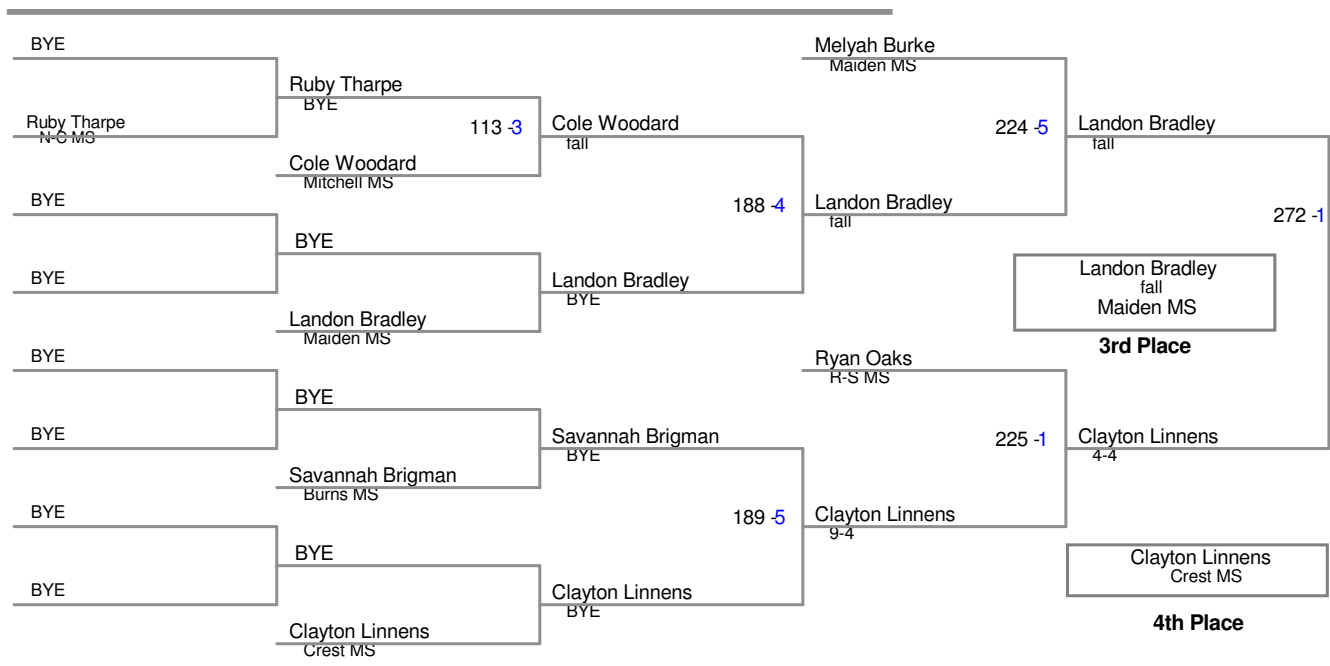 BYE
Ruby Tharpe
N-C MS
BYE
BYE
BYE
BYE
BYE
BYE
Ruby Tharpe
BYE
113 -3
Cole Woodard
Mitchell MS
BYE
Landon Bradley
Maiden MS
BYE
Savannah Brigman
Burns MS
BYE
Clayton Linnens
Crest MS
Cole Woodard
fall
188 -4
Landon Bradley
BYE
Savannah Brigman
BYE
189 -5
Clayton Linnens
BYE
Melyah Burke
Maiden MS
224 -5
Landon Bradley
fall
Ryan Oaks
R-S MS
225 -1
Clayton Linnens
9-4
Landon Bradley
fall
272 -1
Landon Bradley
fall
Maiden MS
3rd Place
Clayton Linnens
4-4
Clayton Linnens
Crest MS
4th Place